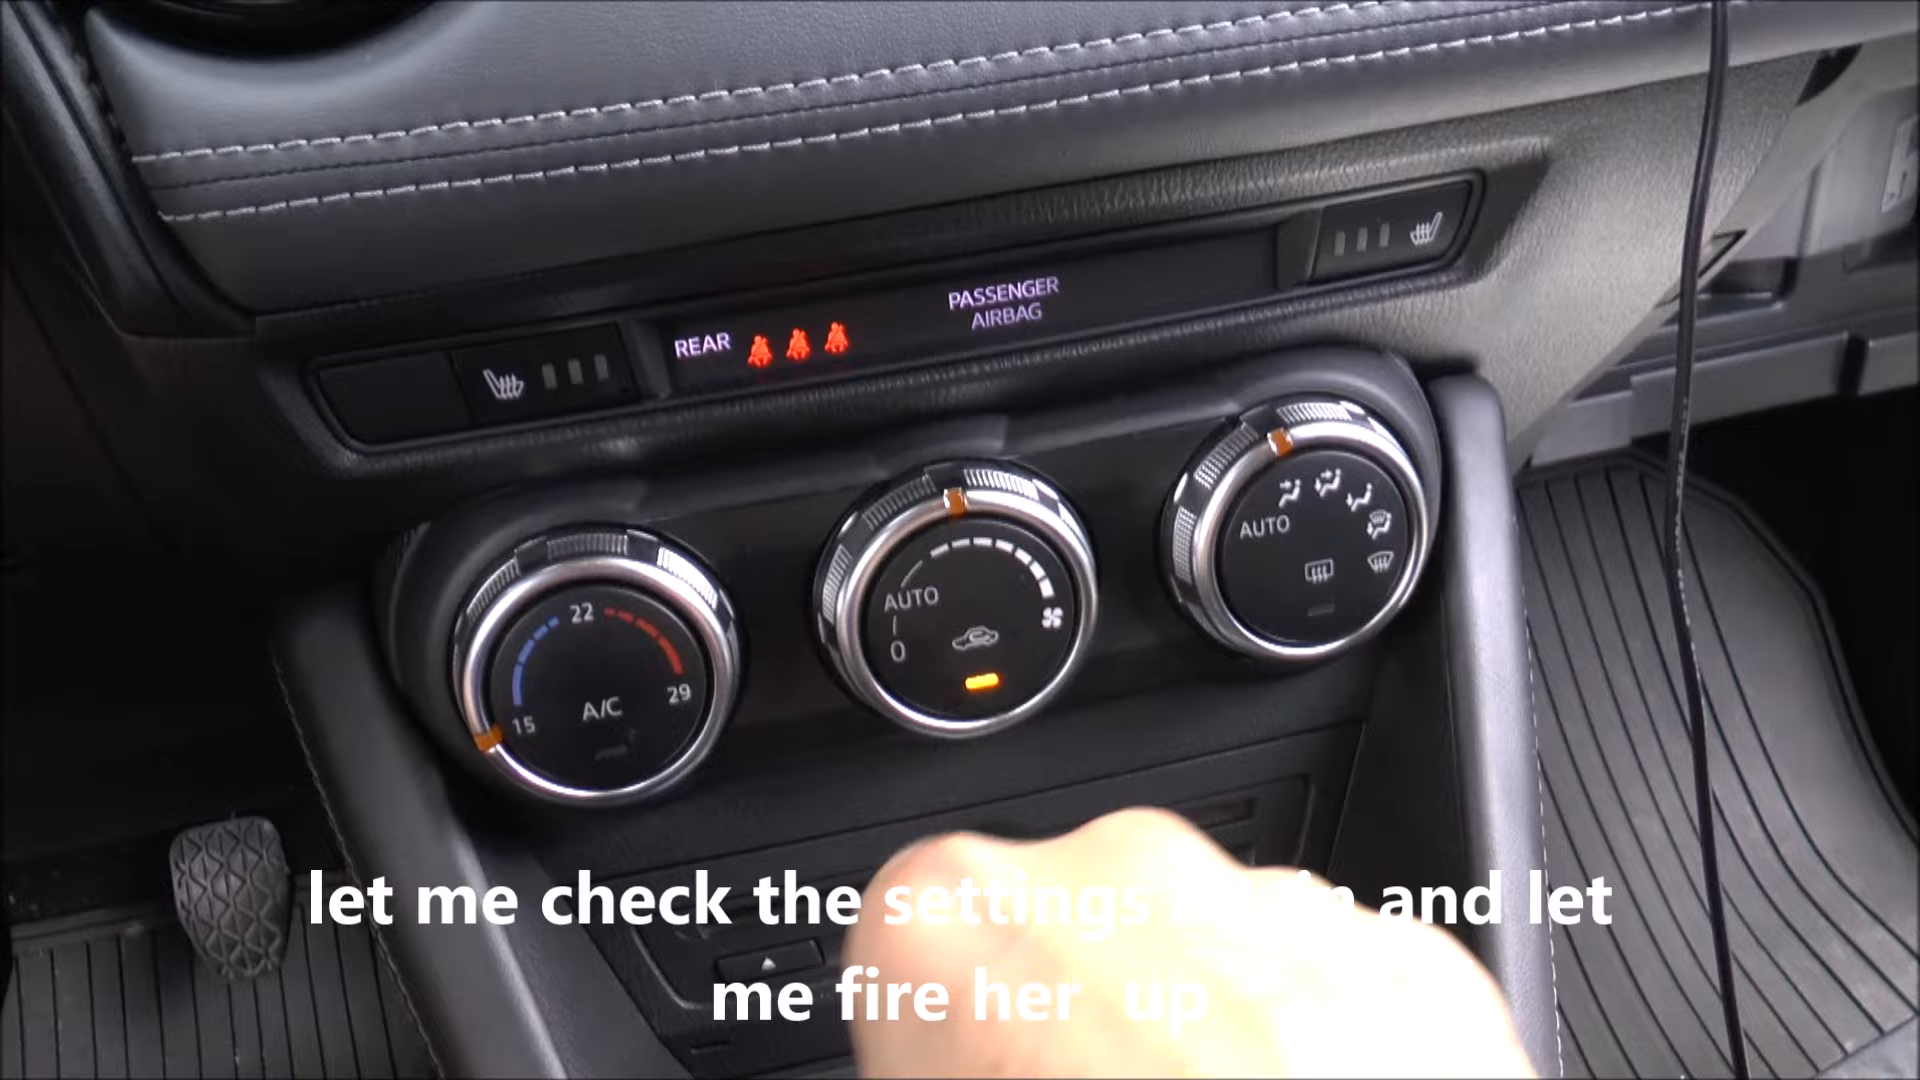 PASSENGER
AIRBAG
REAR
AUTO
22
AUTO
0
15
A/C
29
let me check the settings and let
me fire her up